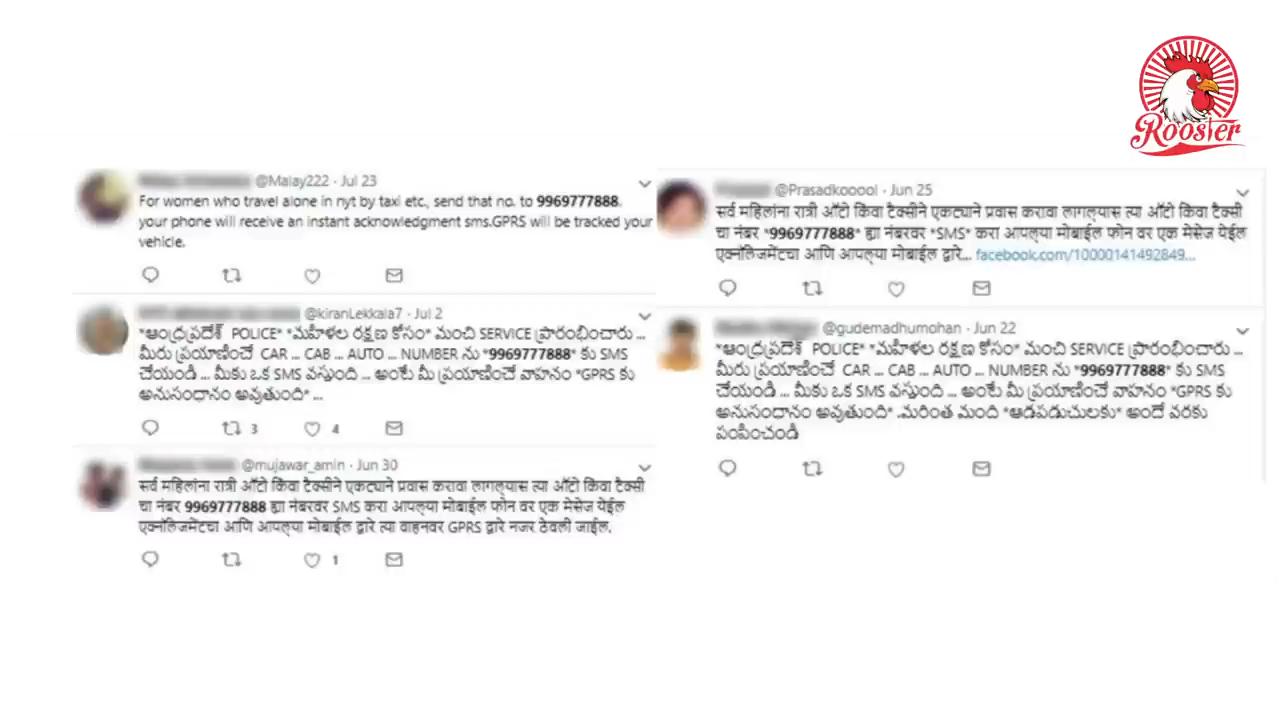 Rooster
@Malay222 · Jul 23
For women who travel alone in nyt by taxi etc., send that no. to 9969777888.
your phone will receive an instant acknowledgment sms.GPRS will be tracked your
vehicle.
@kiranLekkala7 · Jul 2
*ఆంధ్రప్రదేశ్ POLICE* *మహిళల రక్షణ కోసం* మంచి SERVICE ప్రారంభించారు ...
మీరు ప్రయాణించే CAR ... CAB ... AUTO ... NUMBER ను *9969777888* కు SMS
చేయండి ... మీకు ఒక SMS వస్తుంది ... అంటే మీ ప్రయాణించే వాహనం *GPRS కు
అనుసంధానం అవుతుంది* ...
3 4
@mujawar_amin · Jun 30
सर्व महिलांना रात्री ऑटो किंवा टैक्सीने एकट्याने प्रवास करावा लागल्यास त्या ऑटो किंवा टैक्सी
चा नंबर 9969777888 ह्या नंबरवर SMS करा आपल्या मोबाईल फोन वर एक मेसेज येईल
एक्नॉलिजमेंटचा आणि आपल्या मोबाईल द्वारे त्या वाहनवर GPRS द्वारे नजर ठेवली जाईल.
1
@Prasadkooool · Jun 25
सर्व महिलांना रात्री ऑटो किंवा टैक्सीने एकट्याने प्रवास करावा लागल्यास त्या ऑटो किंवा टैक्सी
चा नंबर *9969777888* ह्या नंबरवर *SMS* करा आपल्या मोबाईल फोन वर एक मेसेज येईल
एक्नॉलिजमेंटचा आणि आपल्या मोबाईल द्वारे... facebook.com/10000141492849...
@gudemadhumohan · Jun 22
*ఆంధ్రప్రదేశ్ POLICE* *మహిళల రక్షణ కోసం* మంచి SERVICE ప్రారంభించారు ...
మీరు ప్రయాణించే CAR ... CAB ... AUTO ... NUMBER ను *9969777888* కు SMS
చేయండి ... మీకు ఒక SMS వస్తుంది ... అంటే మీ ప్రయాణించే వాహనం *GPRS కు
అనుసంధానం అవుతుంది* .మరింత మంది *ఆడపడుచులకు* అందే వరకు
పంపించండి